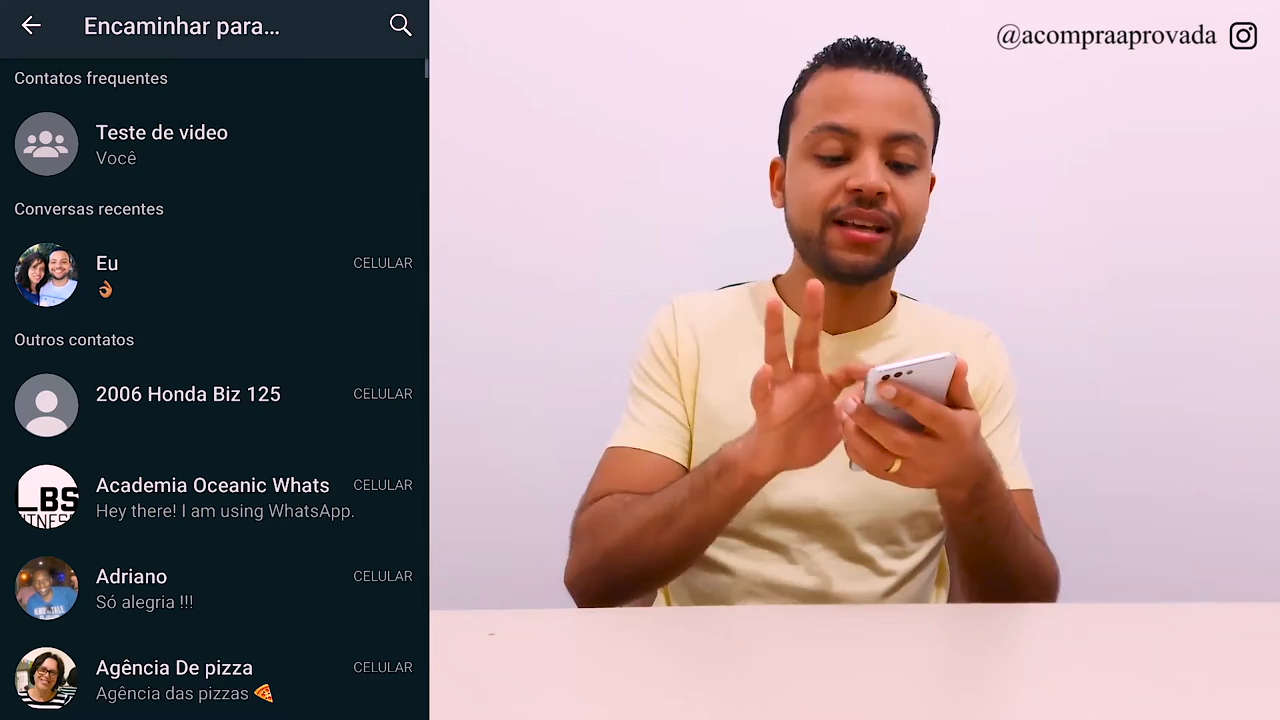 Encaminhar para...
@acompraaprovada
Contatos frequentes
Teste de video
Você
Conversas recentes
Eu
CELULAR
Outros contatos
2006 Honda Biz 125
CELULAR
LBS
Academia Oceanic Whats
CELULAR
Hey there! I am using WhatsApp.
Adriano
CELULAR
Só alegria !!!
Agência De pizza
CELULAR
Agência das pizzas